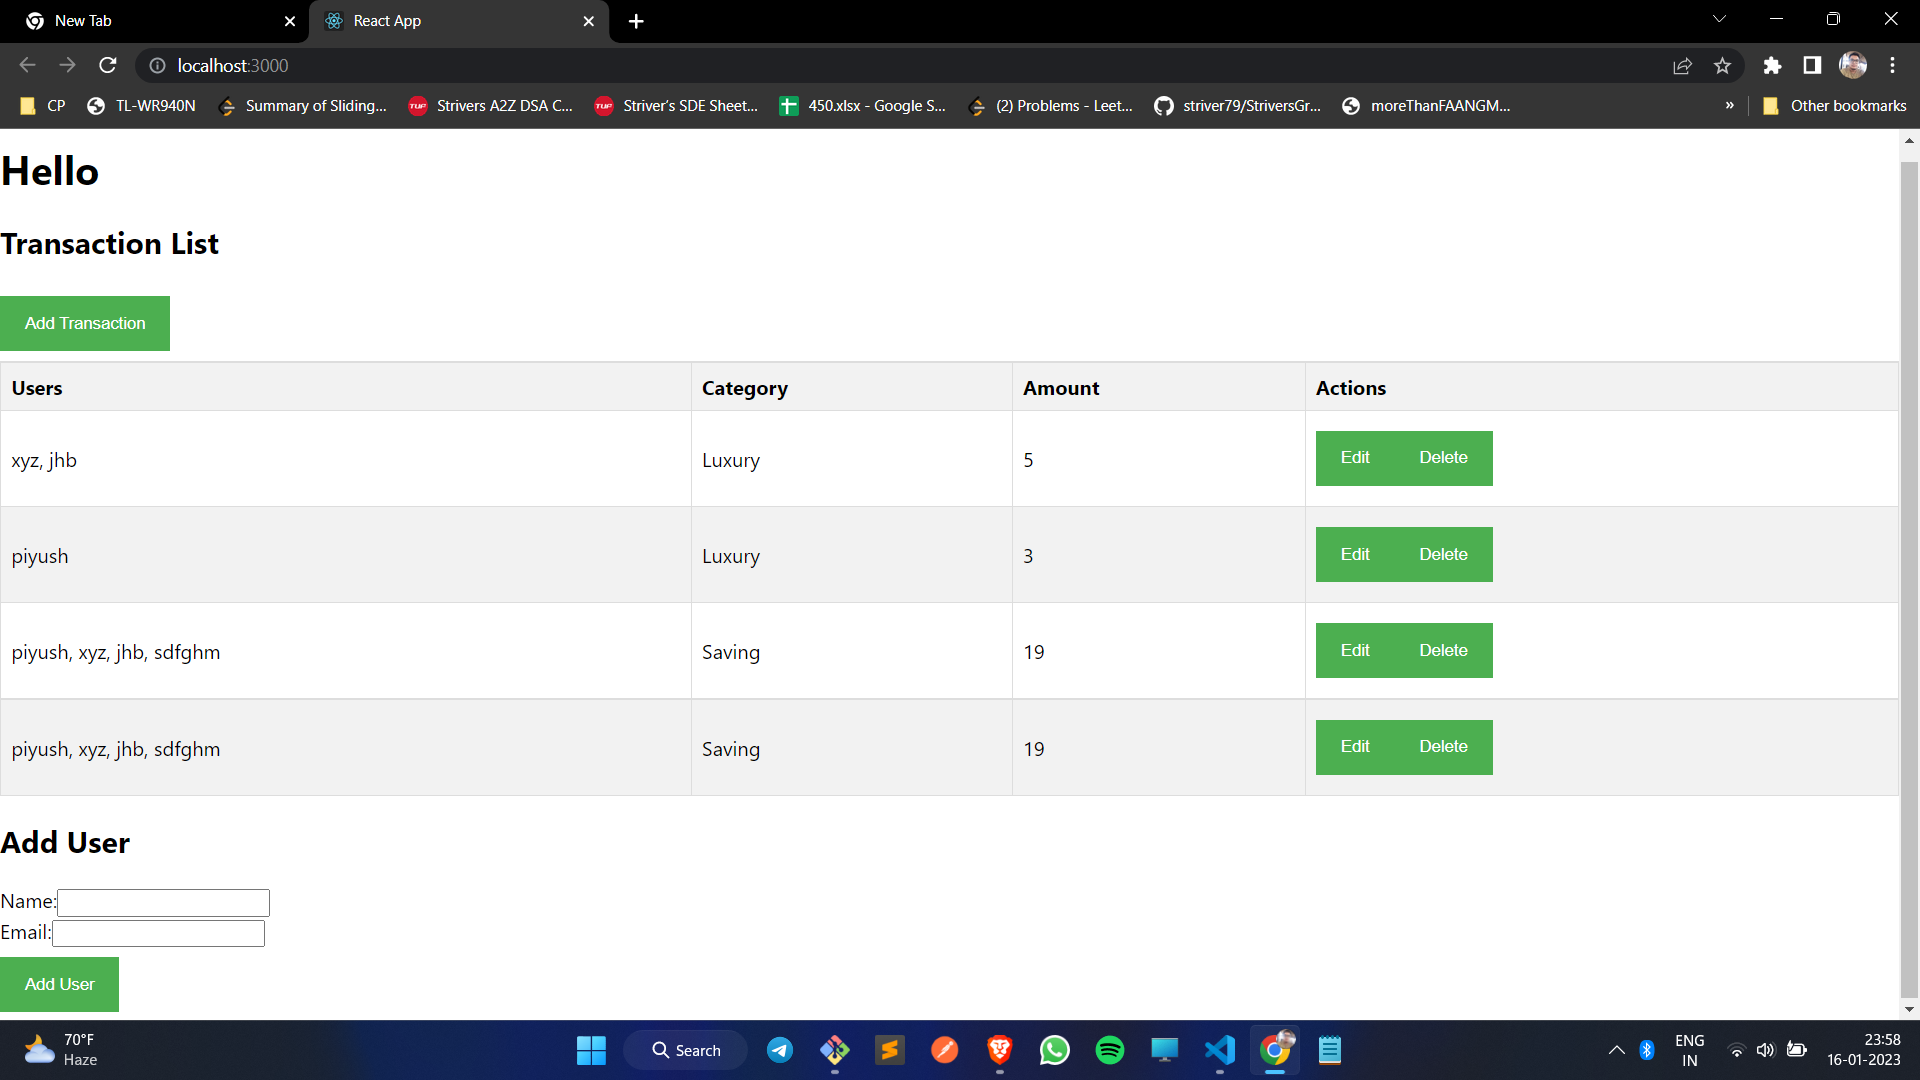 New Tab
React App
localhost:3000
CP TL-WR940N Summary of Sliding... Strivers A2Z DSA C... Striver's SDE Sheet... 450.xlsx - Google S... (2) Problems - Leet... striver79/StriversGr... moreThanFAANGM... » Other bookmarks
Hello
Transaction List
Add Transaction
Users Category Amount Actions
xyz, jhb Luxury 5 Edit Delete
piyush Luxury 3 Edit Delete
piyush, xyz, jhb, sdfghm Saving 19 Edit Delete
piyush, xyz, jhb, sdfghm Saving 19 Edit Delete
Add User
Name:
Email:
Add User
70°F
Haze
Search
ENG
IN
23:58
16-01-2023